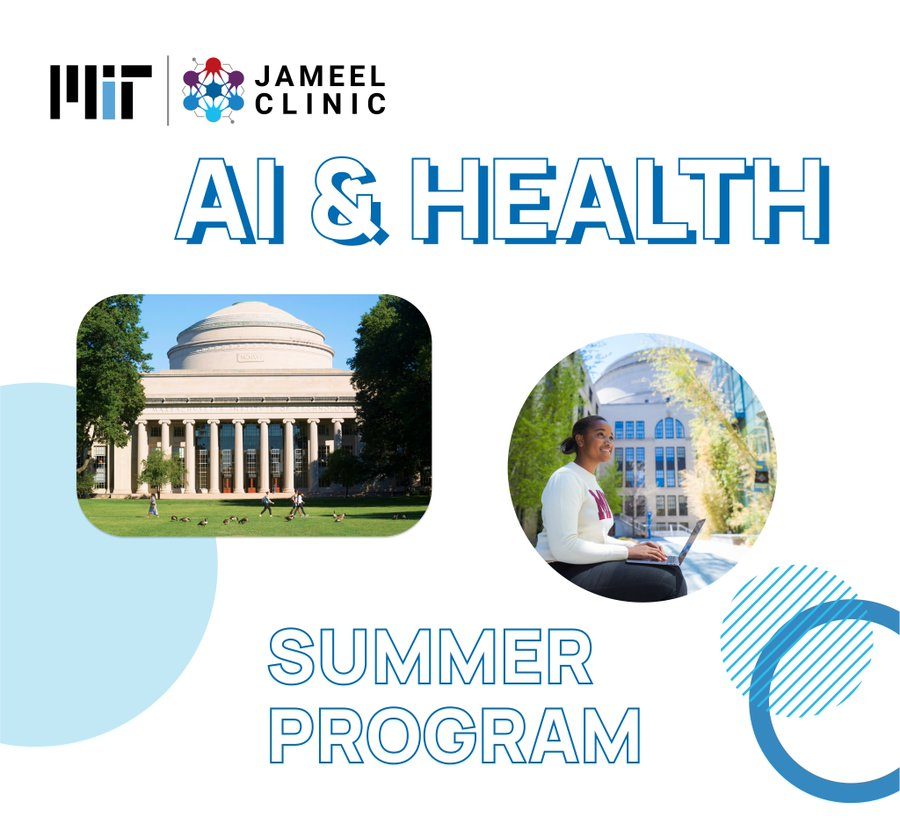 MIT
JAMEEL
CLINIC
AI & HEALTH
SUMMER
PROGRAM